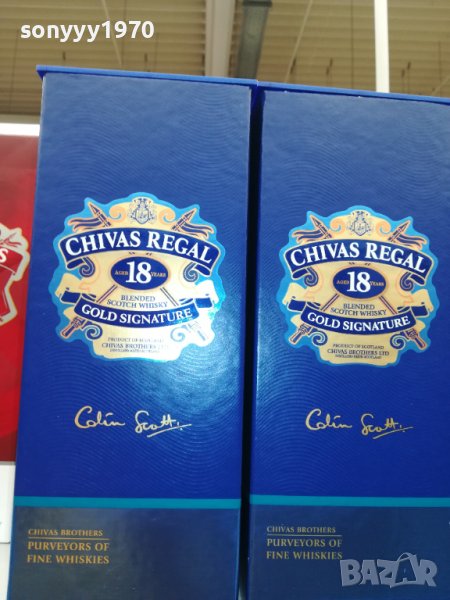 sonyyy1970
CHIVAS REGAL
AGED 18 YEARS
BLENDED
SCOTCH WHISKY
GOLD SIGNATURE
PRODUCT OF SCOTLAND
CHIVAS BROTHERS LTD
Colin Scott
CHIVAS BROTHERS
PURVEYORS OF
FINE WHISKIES
CHIVAS REGAL
AGED 18 YEARS
BLENDED
SCOTCH WHISKY
GOLD SIGNATURE
PRODUCT OF SCOTLAND
CHIVAS BROTHERS LTD
Colin Scott
CHIVAS BROTHERS
PURVEYORS OF
FINE WHISKIES
BAZAR